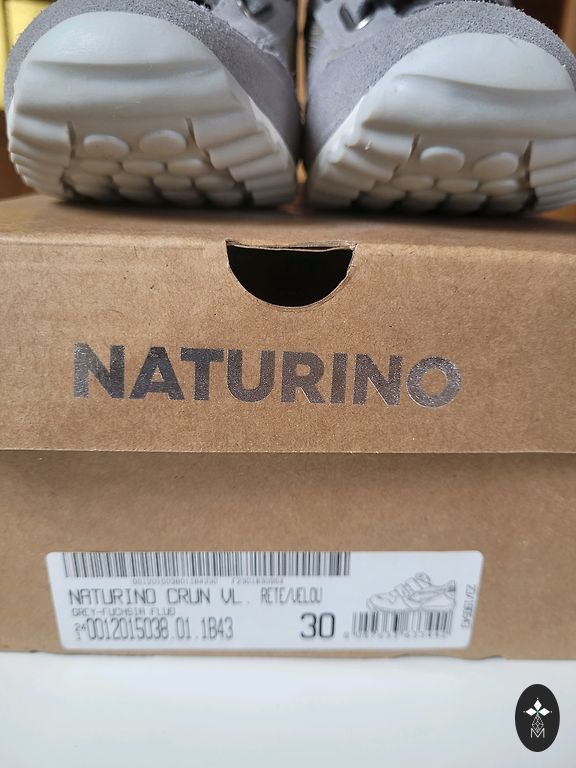 NATURINO
NATURINO CRUN VL. RETE/VELOU
GREY-FUCHSIA FLUO
0012015038.01.1B43
30
M